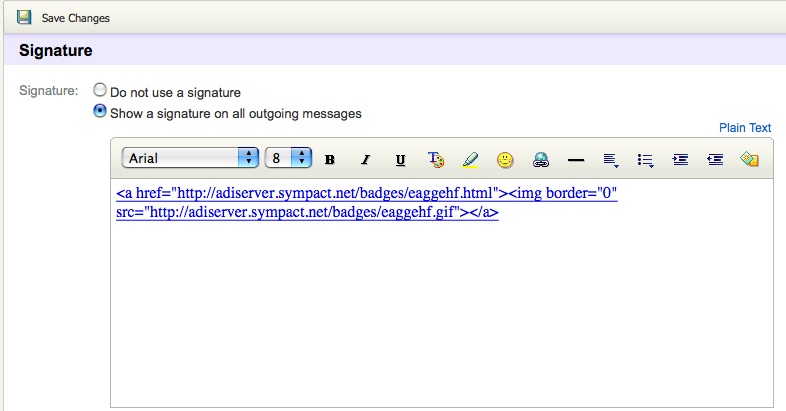 Save Changes
Signature
Signature: Do not use a signature
Show a signature on all outgoing messages
Plain Text
Arial 8 B I U T
<a href="http://adiserver.sympact.net/badges/eaggehf.html"><img border="0"
src="http://adiserver.sympact.net/badges/eaggehf.gif"></a>